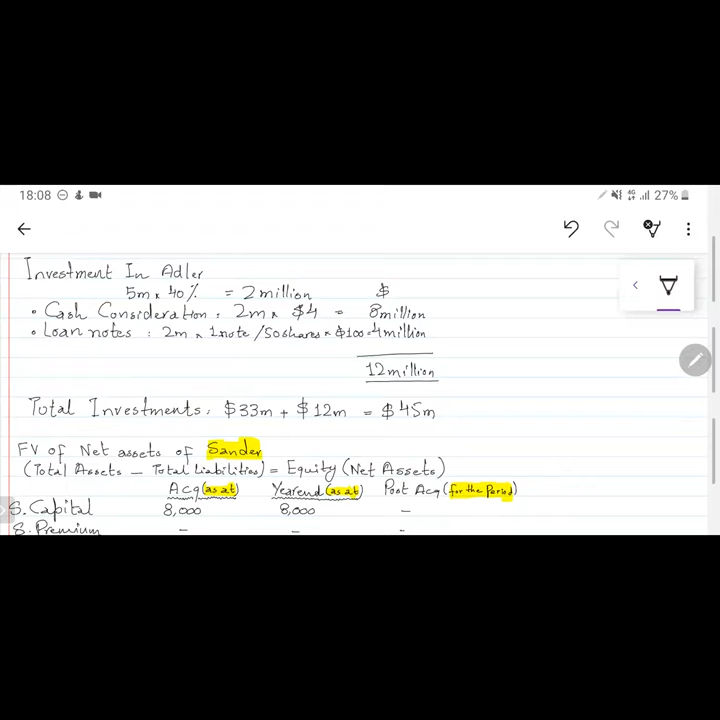 18:08 4G 27%
Investment In Adler
5m x 40% = 2 million $
• Cash Consideration : 2m x $4 = 8million
• Loan notes : 2m x 1note /50shares x $100 = 4million
12million
Total Investments: $33m + $12m = $45m
FV of Net assets of Sander
(Total Assets – Total Liabilities) = Equity (Net Assets)
Acq (as at) Yearend (as at) Post Acq (for the Period)
S. Capital 8,000 8,000 –
S. Premium – – –